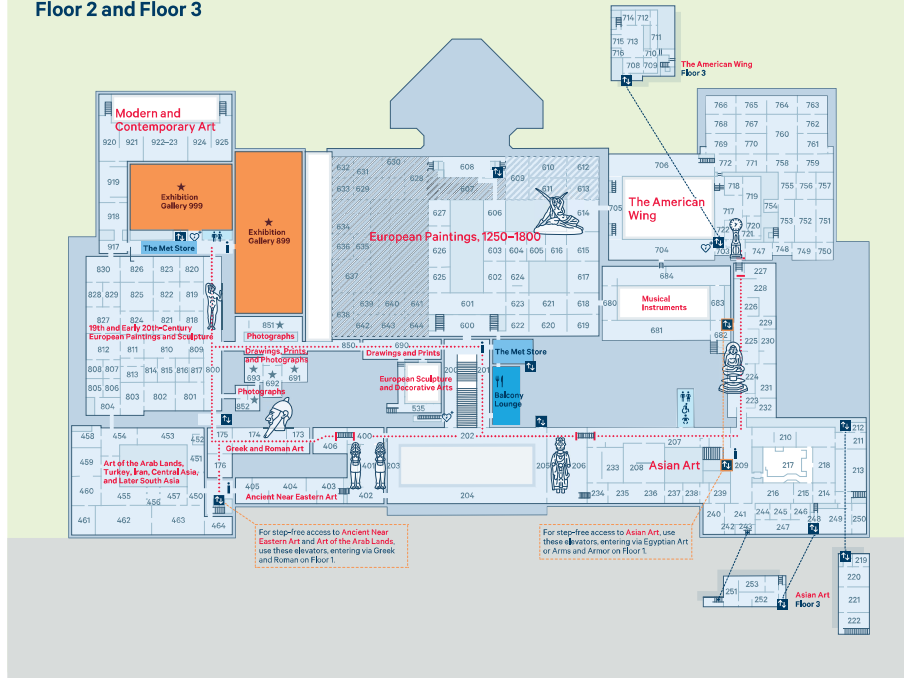 Floor 2 and Floor 3
714 712
715 713 711
716 710
708 709
The American Wing
Floor 3
Modern and
Contemporary Art
920 921 922–23 924 925
919
918
917
★
Exhibition
Gallery 999
The Met Store
i
★
Exhibition
Gallery 899
632 630
631 628
633 629
634
636 635
637
639 640 641
638
642 643 644
European Paintings, 1250–1800
608 610 612
609
607 611 613
627 606 614
626 603 604 605 616 615
625 602 624 617
601 623 621 618
600 622 620 619
706
705
The American
Wing
704
703
766 765 764 763
768 767 760 762
769 770 761
772 771 758 759
718 719 755 756 757
717 754
720
722 721 753 752 751
747 748 749 750
684
Musical
Instruments
680 683
681 682
227
228
226 229
225 230
224 231
223 232
830 826 823 820
828 829 825 822 819
827 824 821 818
19th and Early 20th-Century
European Paintings and Sculpture
812 811 810 809
808 807 813 814 815 816 817 800
805 806 803 802 801
804
851★
Photographs
850 690
Drawings, Prints,
and Photographs
Drawings and Prints
★ ★ ★
693 692 691
Photographs
★
852
European Sculpture
and Decorative Arts
535
200 201
i
The Met Store
Balcony
Lounge
458 454 453 452
451
459
460 455 456 457 450
461 462 463 464
Art of the Arab Lands,
Turkey, Iran, Central Asia,
and Later South Asia
175 174
176
Greek and Roman Art
406 400
405 404 403 402
Ancient Near Eastern Art
i
202
203 205
204
206
207
233 208
Asian Art
i
209
234 235 236 237 238 239
210 212
211
217 218 213
216 215 214
240 241 244 245 246 247 248 249 250
242 243
For step-free access to Ancient Near
Eastern Art and Art of the Arab Lands,
use these elevators, entering via Greek
and Roman on Floor 1.
For step-free access to Asian Art, use
these elevators, entering via Egyptian Art
or Arms and Armor on Floor 1.
253
251 252
Asian Art
Floor 3
219
220
221
222